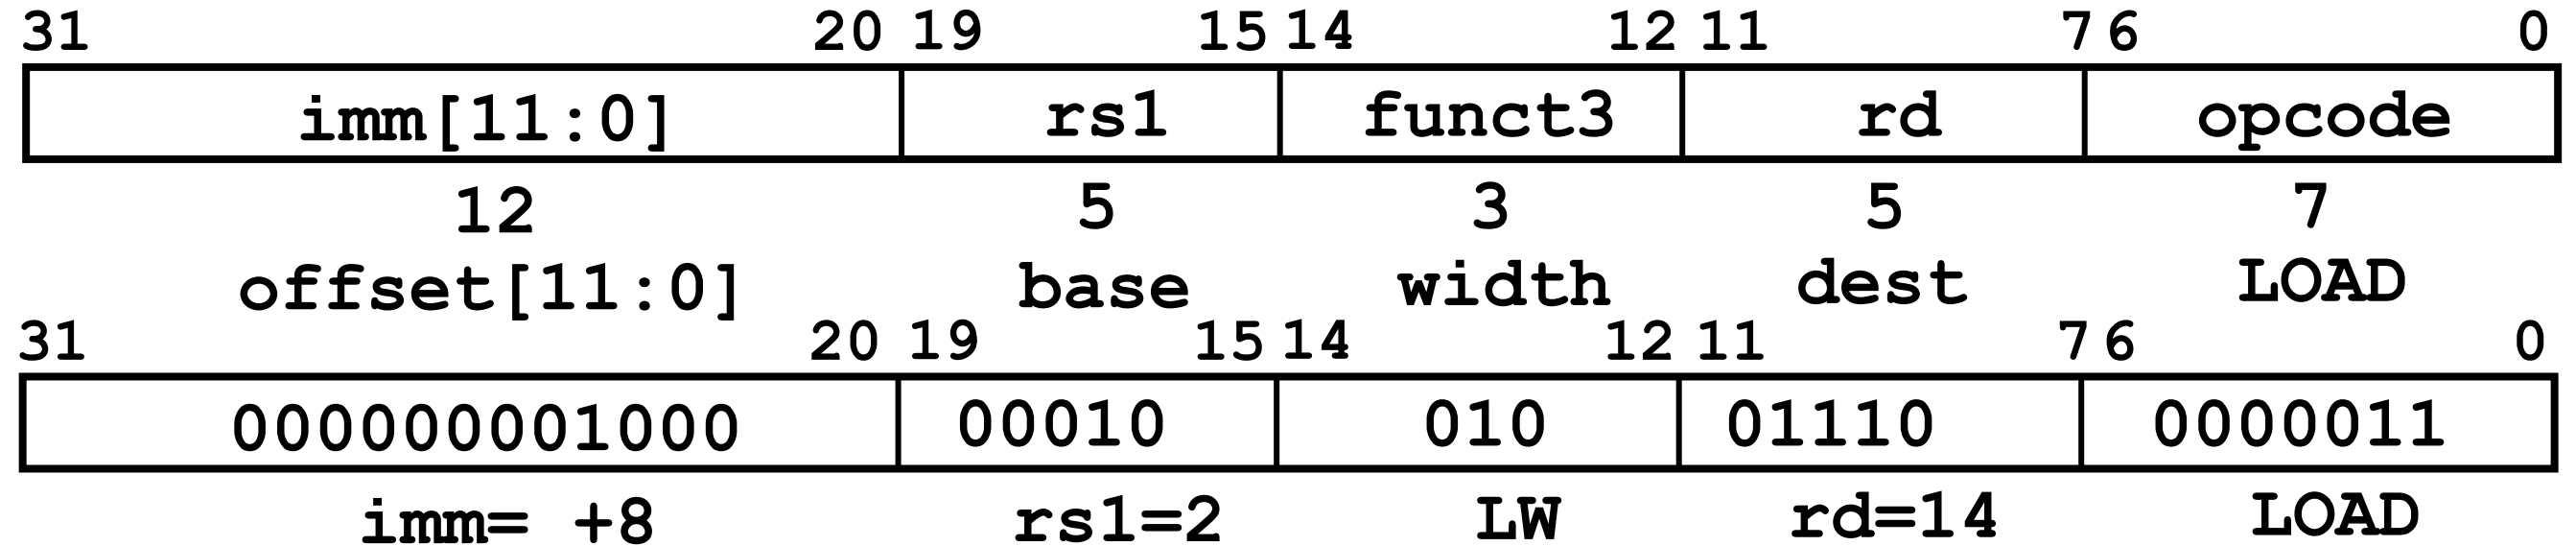 31 20 19 15 14 12 11 7 6 0
imm[11:0] rs1 funct3 rd opcode
12 5 3 5 7
offset[11:0] base width dest LOAD
31 20 19 15 14 12 11 7 6 0
000000001000 00010 010 01110 0000011
imm= +8 rs1=2 LW rd=14 LOAD